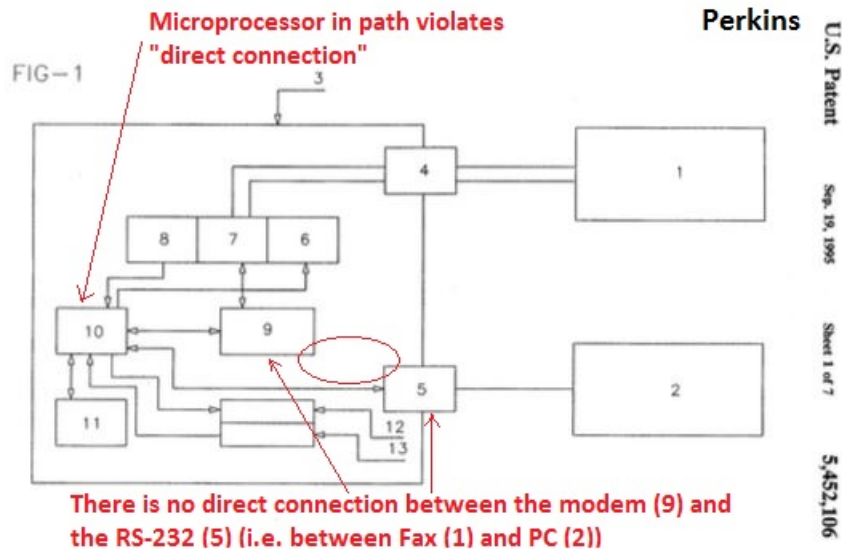 Microprocessor in path violates
"direct connection"
Perkins
FIG-1
3
4
1
8
7
6
10
9
5
2
11
12
13
There is no direct connection between the modem (9) and
the RS-232 (5) (i.e. between Fax (1) and PC (2))
U.S. Patent
Sep. 19, 1995
Sheet 1 of 7
5,452,106